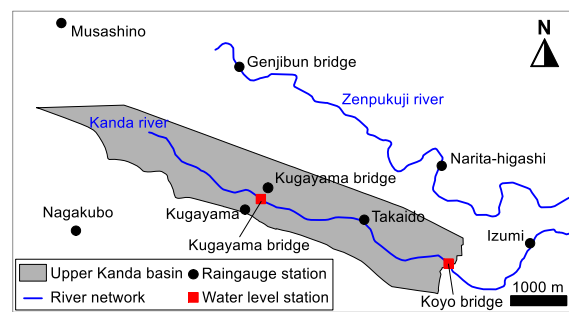 Musashino
N
Genjibun bridge
Zenpukuji river
Kanda river
Narita-higashi
Kugayama bridge
Nagakubo
Kugayama
Takaido
Izumi
Kugayama bridge
Upper Kanda basin
Raingauge station
River network
Water level station
Koyo bridge
1000 m